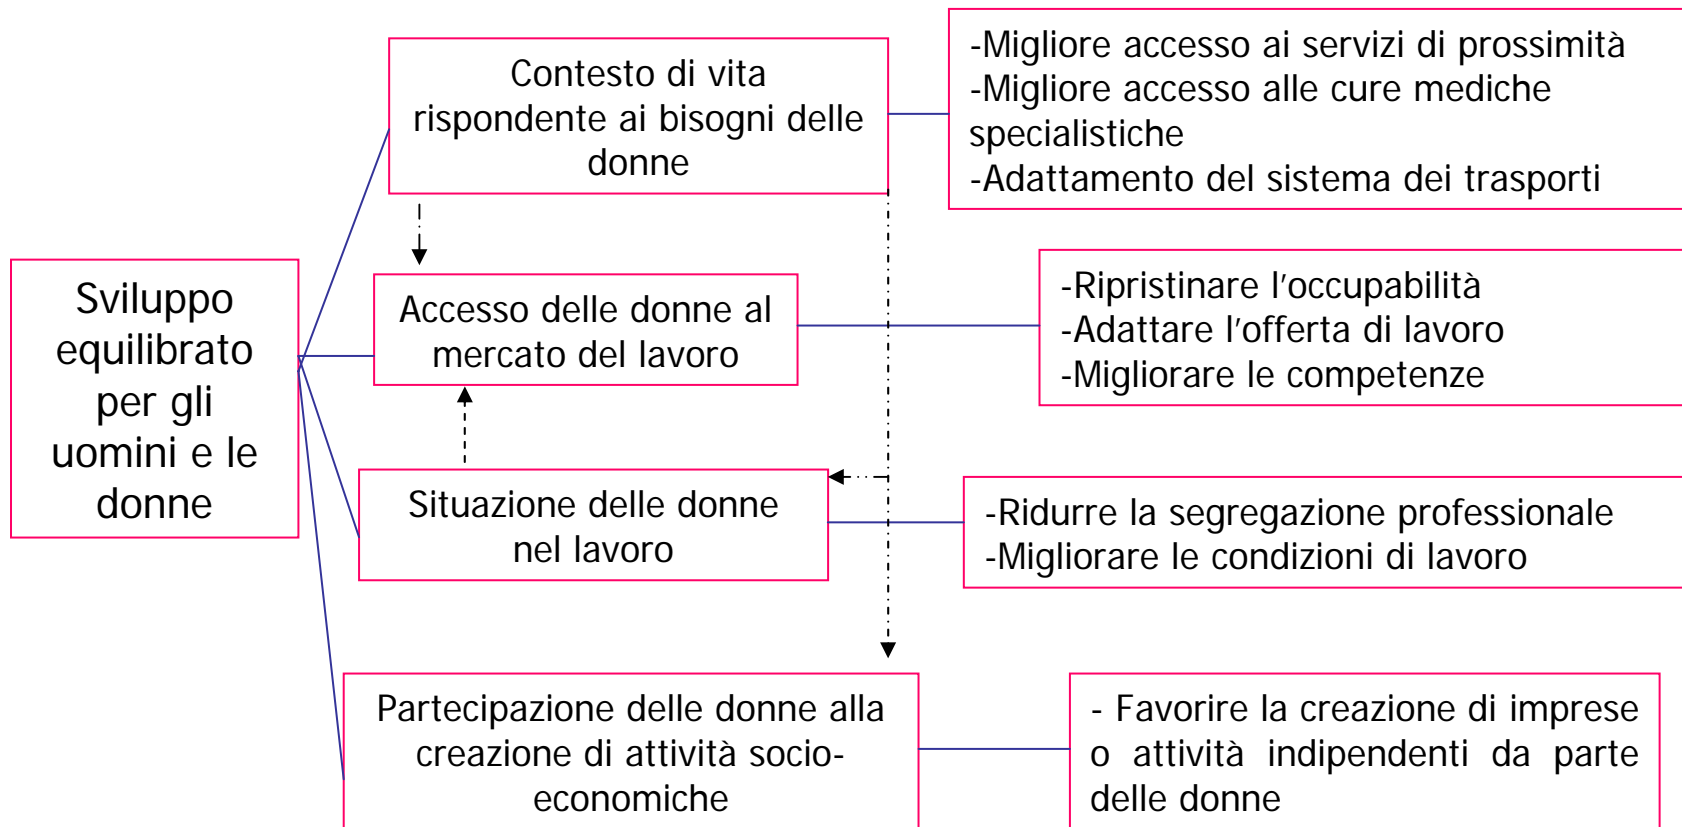 Sviluppo
equilibrato
per gli
uomini e le
donne
Contesto di vita
rispondente ai bisogni delle
donne
-Migliore accesso ai servizi di prossimità
-Migliore accesso alle cure mediche
specialistiche
-Adattamento del sistema dei trasporti
Accesso delle donne al
mercato del lavoro
-Ripristinare l'occupabilità
-Adattare l'offerta di lavoro
-Migliorare le competenze
Situazione delle donne
nel lavoro
-Ridurre la segregazione professionale
-Migliorare le condizioni di lavoro
Partecipazione delle donne alla
creazione di attività socio-
economiche
- Favorire la creazione di imprese
o attività indipendenti da parte
delle donne